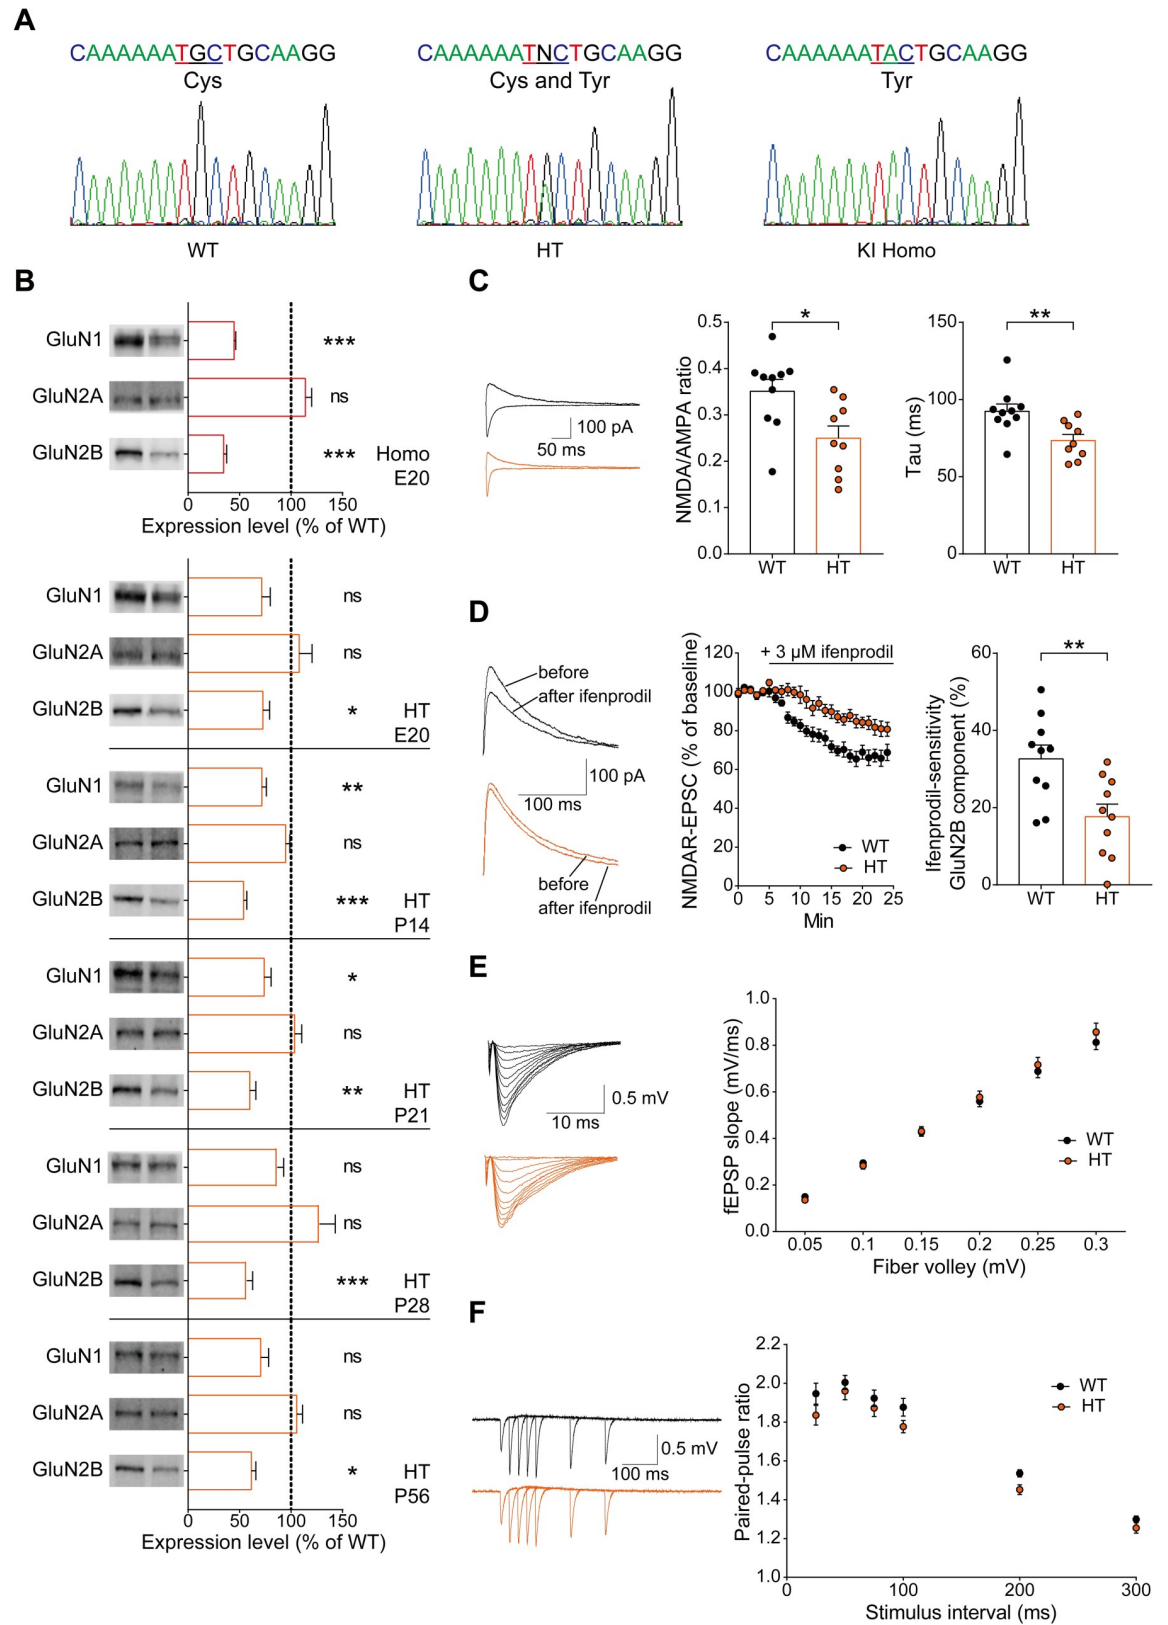 A
CAAAAAATGCTGCAAGG
Cys
WT
CAAAAAATNCTGCAAGG
Cys and Tyr
HT
CAAAAAATACTGCAAGG
Tyr
KI Homo
B
GluN1
***
GluN2A
ns
GluN2B
***
Homo
E20
0 50 100 150
Expression level (% of WT)
GluN1
ns
GluN2A
ns
GluN2B
*
HT
E20
GluN1
**
GluN2A
ns
GluN2B
***
HT
P14
GluN1
*
GluN2A
ns
GluN2B
**
HT
P21
GluN1
ns
GluN2A
ns
GluN2B
***
HT
P28
GluN1
ns
GluN2A
ns
GluN2B
*
HT
P56
0 50 100 150
Expression level (% of WT)
C
100 pA
50 ms
NMDA/AMPA ratio
0.5
0.4
0.3
0.2
0.1
0.0
*
WT HT
Tau (ms)
150
100
50
0
**
WT HT
D
before
after ifenprodil
100 pA
100 ms
before
after ifenprodil
NMDAR-EPSC (% of baseline)
120
100
80
60
40
20
0
+ 3 μM ifenprodil
WT
HT
0 5 10 15 20 25
Min
Ifenprodil-sensitivity
GluN2B component (%)
60
40
20
0
**
WT HT
E
0.5 mV
10 ms
fEPSP slope (mV/ms)
1.0
0.8
0.6
0.4
0.2
0.0
WT
HT
0.05 0.1 0.15 0.2 0.25 0.3
Fiber volley (mV)
F
0.5 mV
100 ms
Paired-pulse ratio
2.2
2.0
1.8
1.6
1.4
1.2
1.0
WT
HT
0 100 200 300
Stimulus interval (ms)